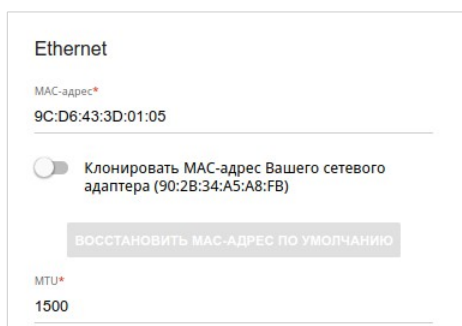 Ethernet
MAC-адрес*
9C:D6:43:3D:01:05
Клонировать MAC-адрес Вашего сетевого
адаптера (90:2B:34:A5:A8:FB)
ВОССТАНОВИТЬ MAC-АДРЕС ПО УМОЛЧАНИЮ
MTU*
1500